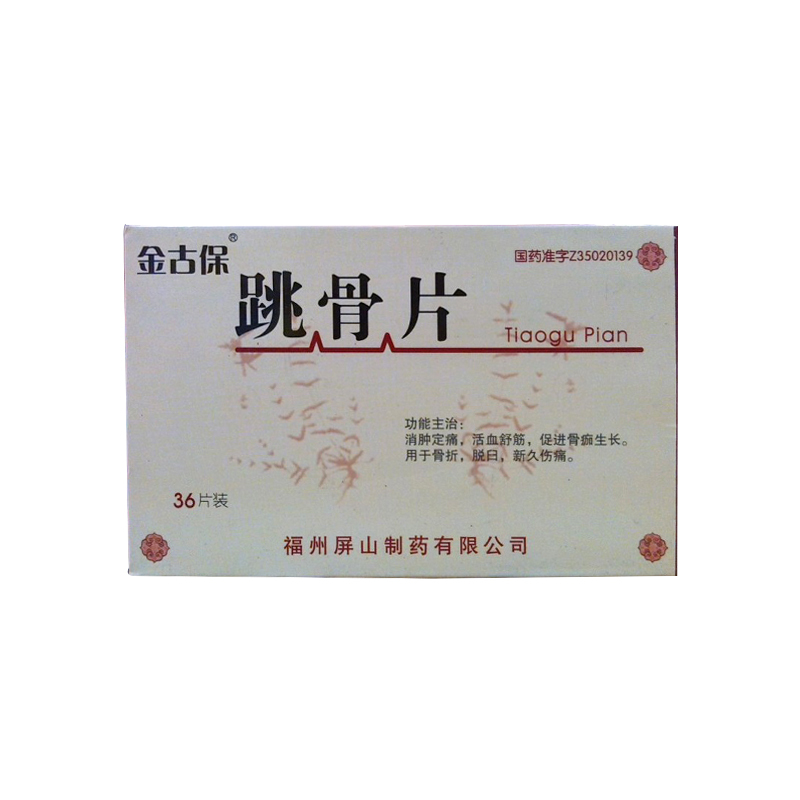 金古保®
国药准字Z35020139
跳骨片
Tiaogu Pian
功能主治:
消肿定痛，活血舒筋，促进骨痂生长。
用于骨折，脱臼，新久伤痛。
36片装
福州屏山制药有限公司